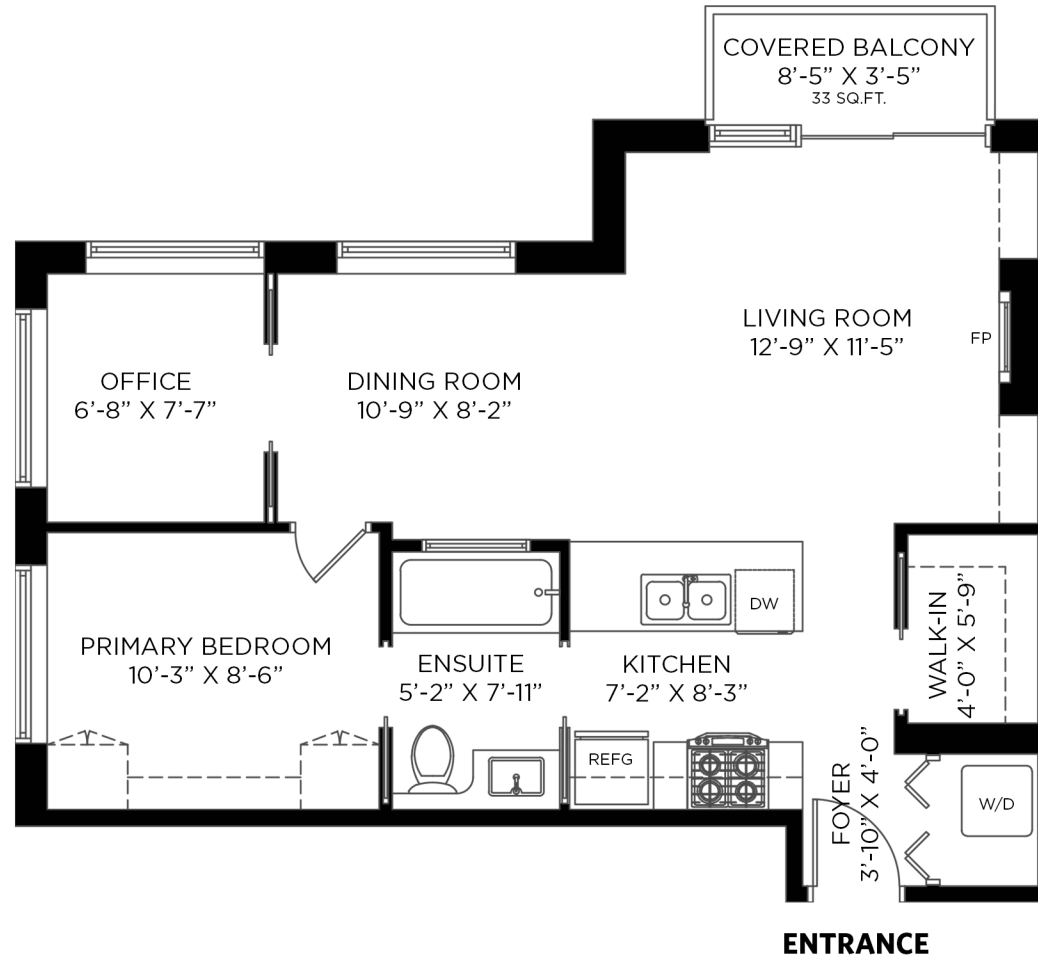 COVERED BALCONY
8’-5” X 3’-5”
33 SQ.FT.
LIVING ROOM
12’-9” X 11’-5”
FP
OFFICE
6’-8” X 7’-7”
DINING ROOM
10’-9” X 8’-2”
PRIMARY BEDROOM
10’-3” X 8’-6”
ENSUITE
5’-2” X 7’-11”
KITCHEN
7’-2” X 8’-3”
DW
WALK-IN
4’-0” X 5’-9”
REFG
FOYER
3’-10” X 4’-0”
W/D
ENTRANCE